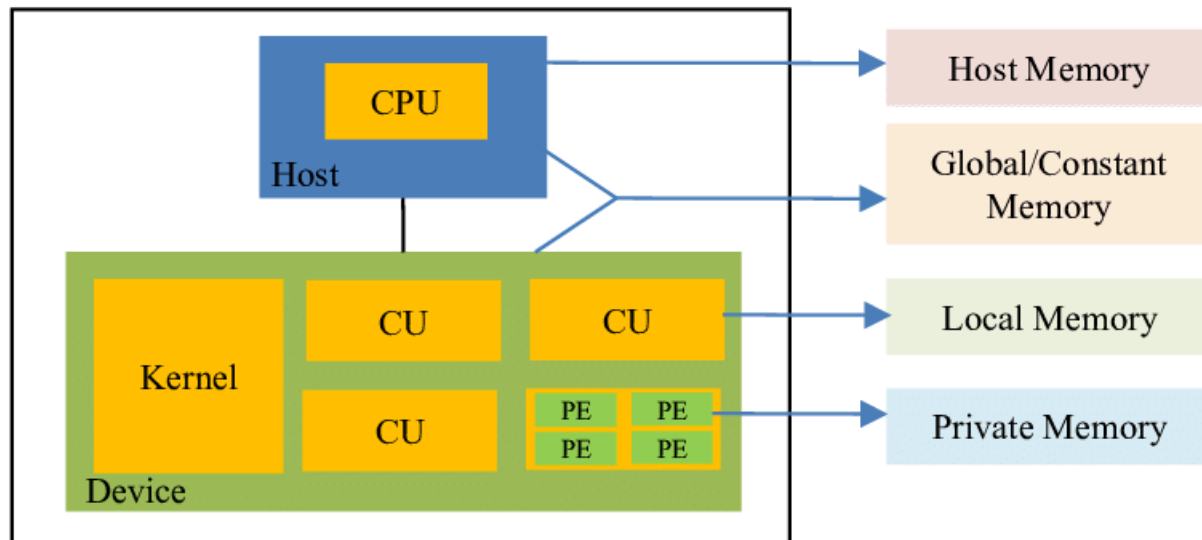 CPU
Host
Host Memory
Global/Constant
Memory
Kernel
CU
CU
CU
PE
PE
PE
PE
Device
Local Memory
Private Memory